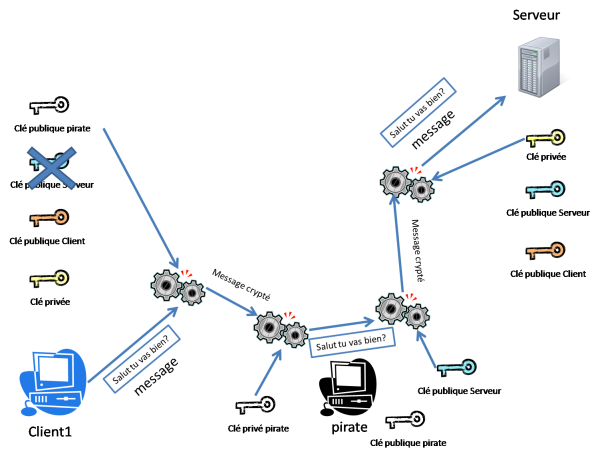 Serveur
Clé publique pirate
Clé publique Serveur
Clé publique Client
Clé privée
Salut tu vas bien?
message
Client1
Message crypté
Clé privé pirate
Salut tu vas bien?
pirate
Clé publique pirate
Clé publique Serveur
Message crypté
Salut tu vas bien?
message
Clé privée
Clé publique Serveur
Clé publique Client